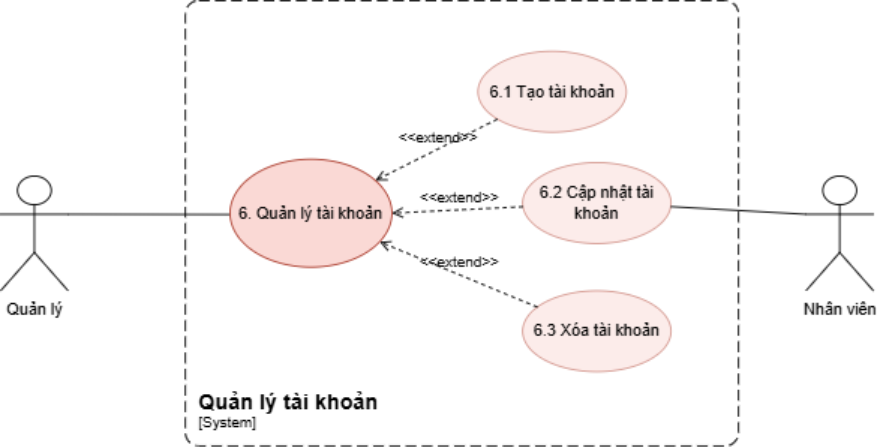 6.1 Tạo tài khoản
<<extend>>
6. Quản lý tài khoản
<<extend>>
6.2 Cập nhật tài
khoản
<<extend>>
6.3 Xóa tài khoản
Quản lý
Nhân viên
Quản lý tài khoản
[System]